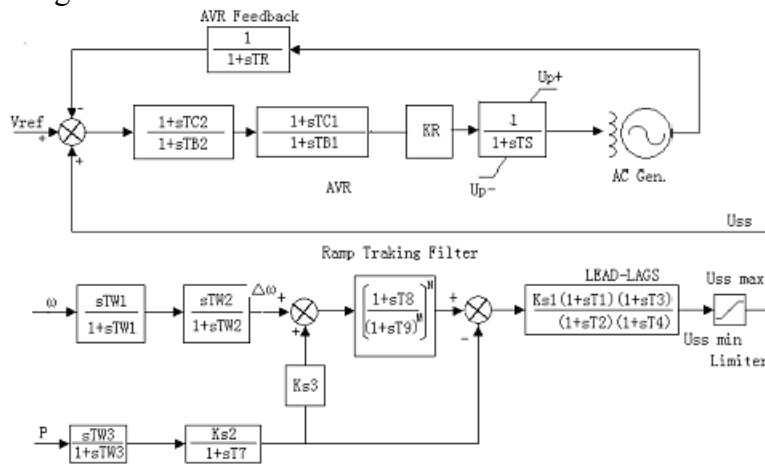 AVR Feedback
1
1+sTR
-
Vref
+
+
1+sTC2
1+sTB2
1+sTC1
1+sTB1
KR
1
1+sTS
Up+
Up-
AC Gen.
AVR
Uss
Ramp Traking Filter
ω
sTW1
1+sTW1
sTW2
1+sTW2
Δω
+
+
[1+sT8
(1+sT9)^M]^N
+
-
LEAD-LAGS
Ks1(1+sT1)(1+sT3)
(1+sT2)(1+sT4)
Uss max
Uss min
Limiter
Ks3
P
sTW3
1+sTW3
Ks2
1+sT7